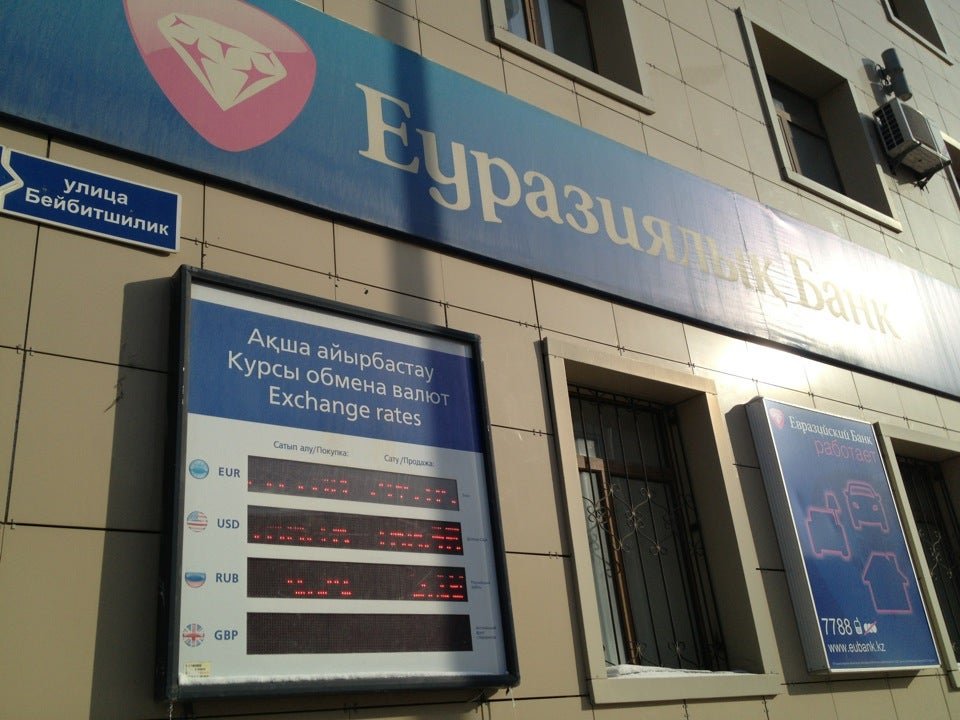 Еуразиялық Банк
улица
Бейбитшилик
Ақша айырбастау
Курсы обмена валют
Exchange rates
Сатып алу/Покупка:
Сату/Продажа:
EUR
USD
RUB
GBP
Евразийский Банк
работает
7788
www.eubank.kz